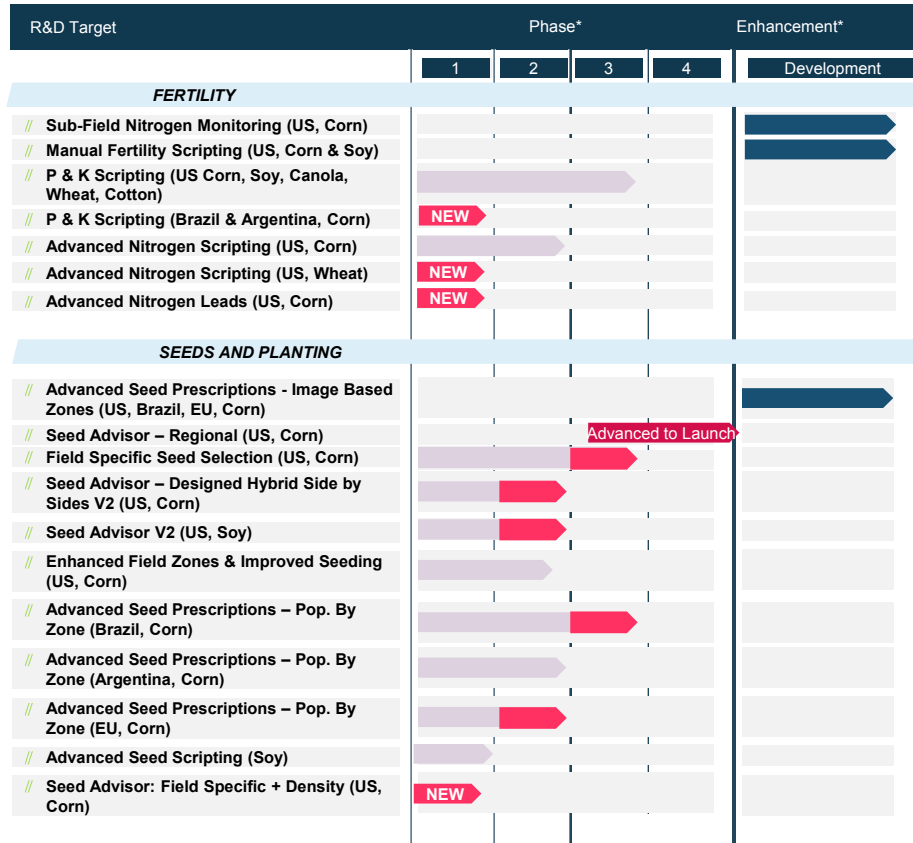 R&D Target Phase* Enhancement*
1 2 3 4 Development
FERTILITY
// Sub-Field Nitrogen Monitoring (US, Corn)
// Manual Fertility Scripting (US, Corn & Soy)
// P & K Scripting (US Corn, Soy, Canola,
Wheat, Cotton)
// P & K Scripting (Brazil & Argentina, Corn) NEW
// Advanced Nitrogen Scripting (US, Corn)
// Advanced Nitrogen Scripting (US, Wheat) NEW
// Advanced Nitrogen Leads (US, Corn) NEW
SEEDS AND PLANTING
// Advanced Seed Prescriptions - Image Based
Zones (US, Brazil, EU, Corn)
// Seed Advisor – Regional (US, Corn) Advanced to Launch
// Field Specific Seed Selection (US, Corn)
// Seed Advisor – Designed Hybrid Side by
Sides V2 (US, Corn)
// Seed Advisor V2 (US, Soy)
// Enhanced Field Zones & Improved Seeding
(US, Corn)
// Advanced Seed Prescriptions – Pop. By
Zone (Brazil, Corn)
// Advanced Seed Prescriptions – Pop. By
Zone (Argentina, Corn)
// Advanced Seed Prescriptions – Pop. By
Zone (EU, Corn)
// Advanced Seed Scripting (Soy)
// Seed Advisor: Field Specific + Density (US,
Corn) NEW